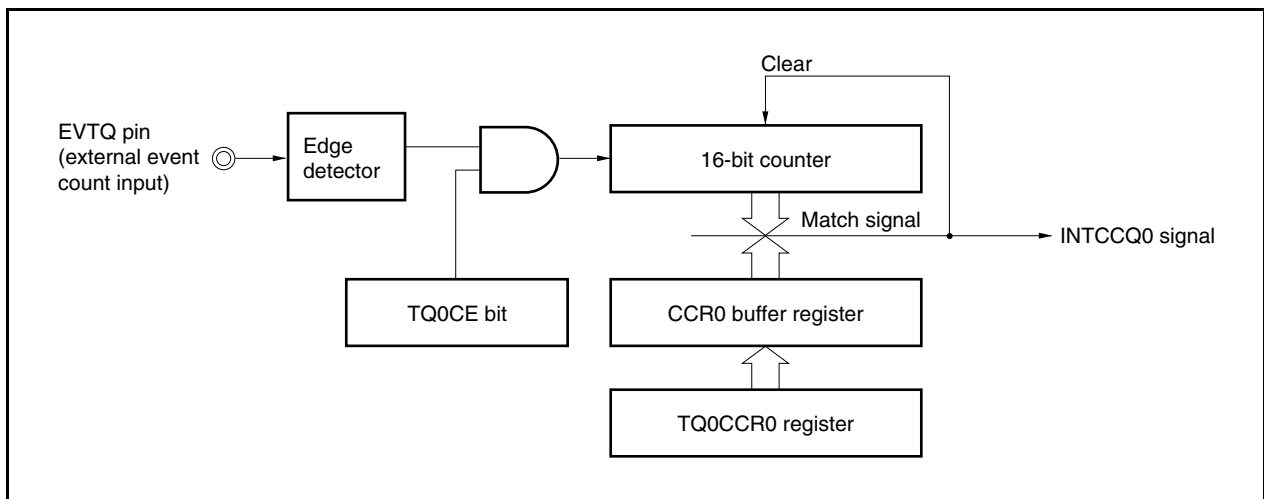 Clear
EVTQ pin
(external event
count input)
Edge
detector
16-bit counter
Match signal
INTCCQ0 signal
TQ0CE bit
CCR0 buffer register
TQ0CCR0 register